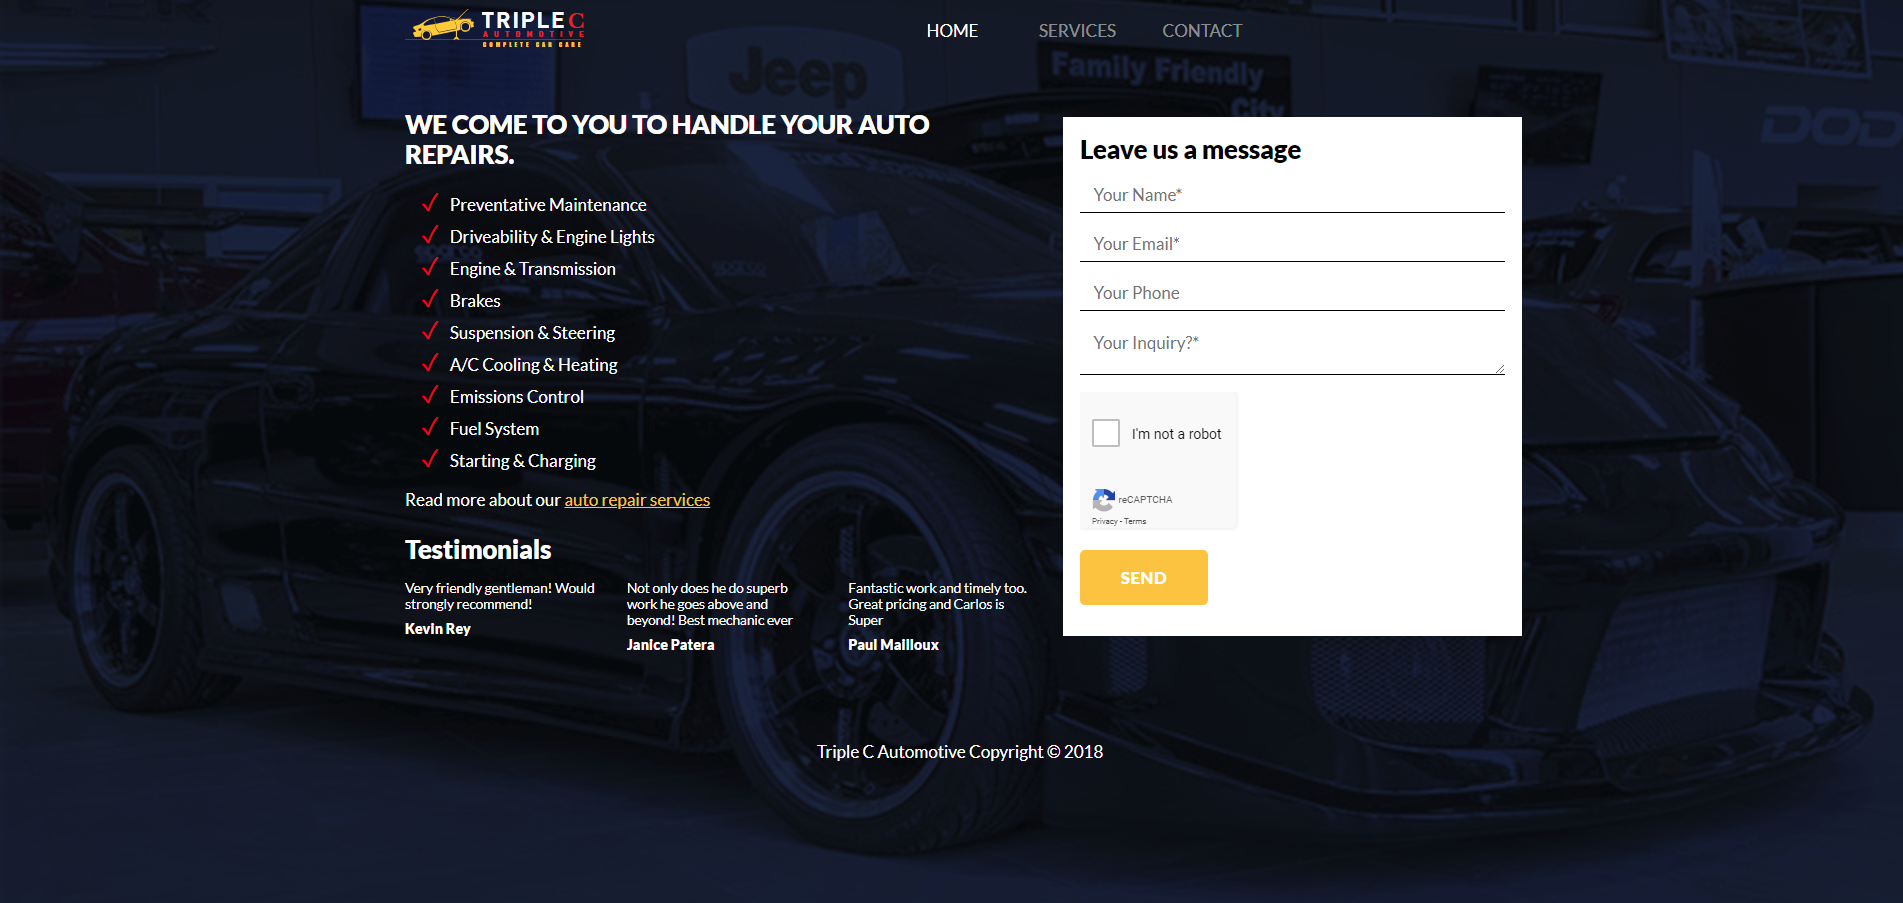 TRIPLE C
AUTOMOTIVE
COMPLETE CAR CARE
HOME
SERVICES
CONTACT
Jeep
Family Friendly
City
DOD
WE COME TO YOU TO HANDLE YOUR AUTO
REPAIRS.
Preventative Maintenance
Driveability & Engine Lights
Engine & Transmission
Brakes
Suspension & Steering
A/C Cooling & Heating
Emissions Control
Fuel System
Starting & Charging
Read more about our auto repair services
Testimonials
Very friendly gentleman! Would
strongly recommend!
Kevin Rey
Not only does he do superb
work he goes above and
beyond! Best mechanic ever
Janice Patera
Fantastic work and timely too.
Great pricing and Carlos is
Super
Paul Mailloux
Leave us a message
Your Name*
Your Email*
Your Phone
Your Inquiry?*
I'm not a robot
reCAPTCHA
Privacy - Terms
SEND
Triple C Automotive Copyright © 2018